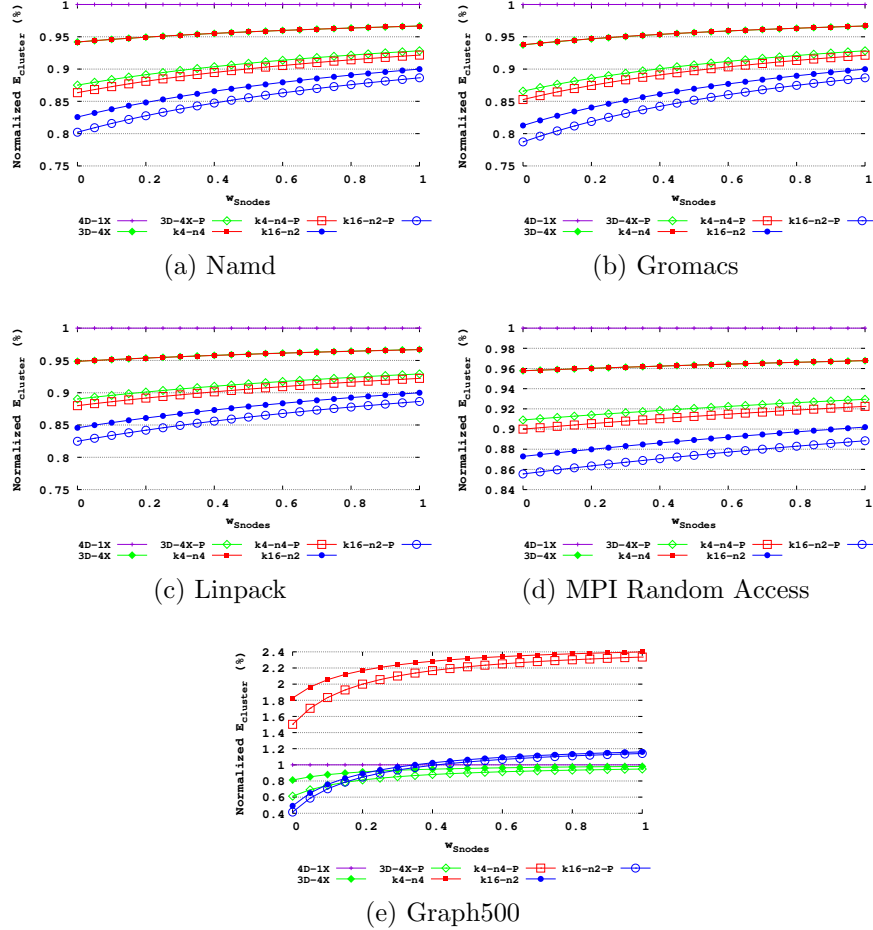 Normalized E_cluster (%)
1
0.95
0.9
0.85
0.8
0.75
0 0.2 0.4 0.6 0.8 1
w_Snodes
4D-1X 3D-4X-P k4-n4-P k16-n2-P
3D-4X k4-n4 k16-n2
(a) Namd
Normalized E_cluster (%)
1
0.95
0.9
0.85
0.8
0.75
0 0.2 0.4 0.6 0.8 1
w_Snodes
4D-1X 3D-4X-P k4-n4-P k16-n2-P
3D-4X k4-n4 k16-n2
(b) Gromacs
Normalized E_cluster (%)
1
0.95
0.9
0.85
0.8
0.75
0 0.2 0.4 0.6 0.8 1
w_Snodes
4D-1X 3D-4X-P k4-n4-P k16-n2-P
3D-4X k4-n4 k16-n2
(c) Linpack
Normalized E_cluster (%)
1
0.98
0.96
0.94
0.92
0.9
0.88
0.86
0.84
0 0.2 0.4 0.6 0.8 1
w_Snodes
4D-1X 3D-4X-P k4-n4-P k16-n2-P
3D-4X k4-n4 k16-n2
(d) MPI Random Access
Normalized E_cluster (%)
2.4
2.2
2
1.8
1.6
1.4
1.2
1
0.8
0.6
0.4
0 0.2 0.4 0.6 0.8 1
w_Snodes
4D-1X 3D-4X-P k4-n4-P k16-n2-P
3D-4X k4-n4 k16-n2
(e) Graph500